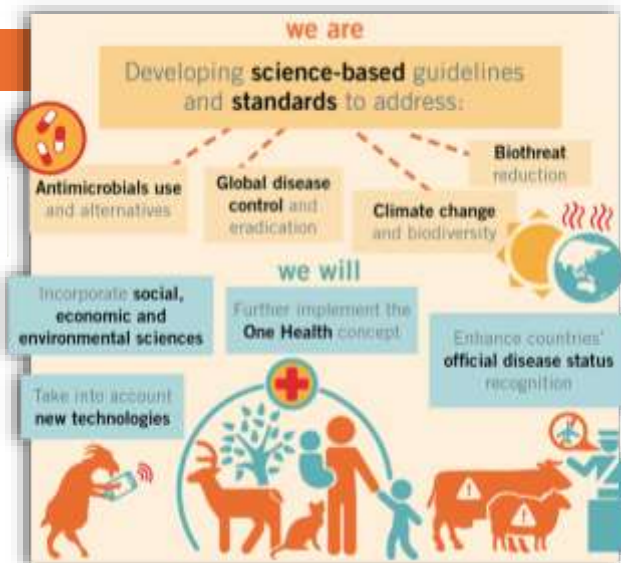 we are
Developing science-based guidelines
and standards to address:
Antimicrobials use
and alternatives
Global disease
control and
eradication
Climate change
and biodiversity
Biothreat
reduction
we will
Incorporate social,
economic and
environmental sciences
Further implement the
One Health concept
Enhance countries'
official disease status
recognition
Take into account
new technologies